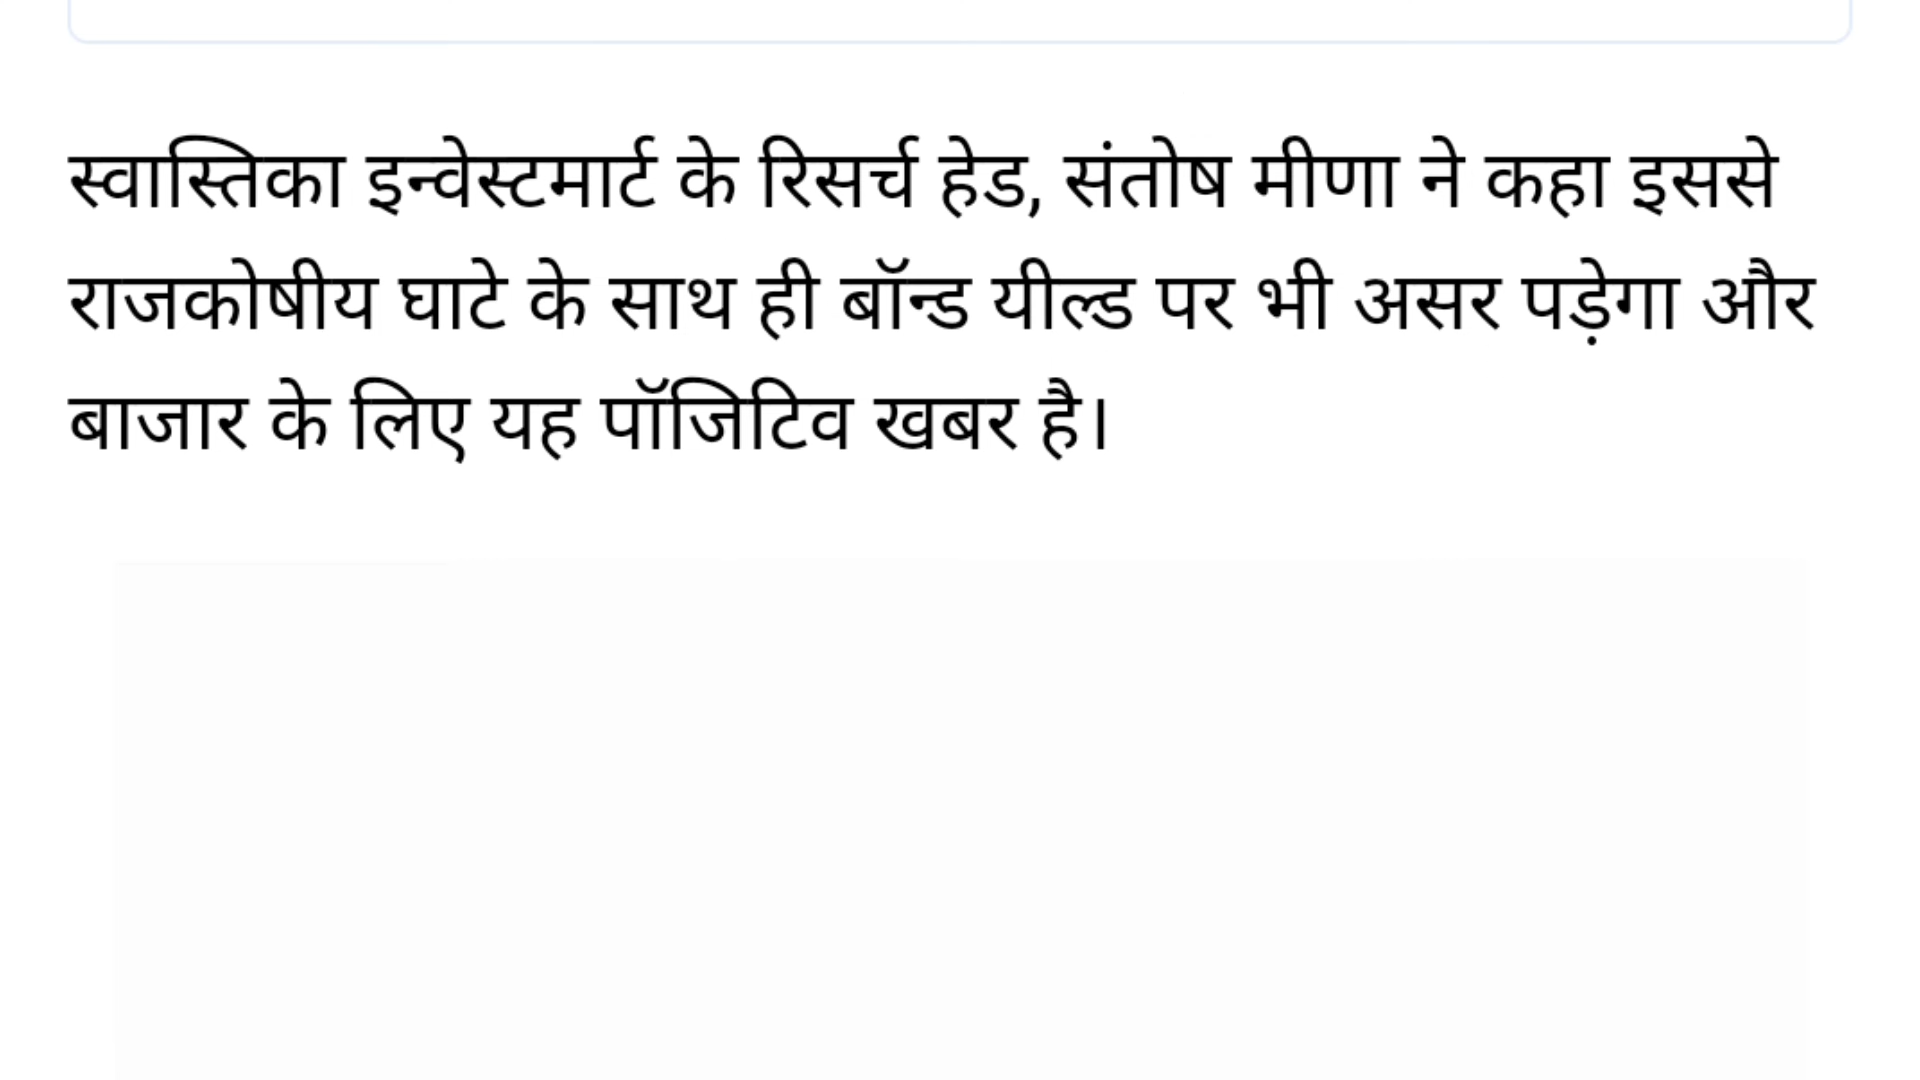 स्वास्तिका इन्वेस्टमार्ट के रिसर्च हेड, संतोष मीणा ने कहा इससे
राजकोषीय घाटे के साथ ही बॉन्ड यील्ड पर भी असर पड़ेगा और
बाजार के लिए यह पॉजिटिव खबर है।